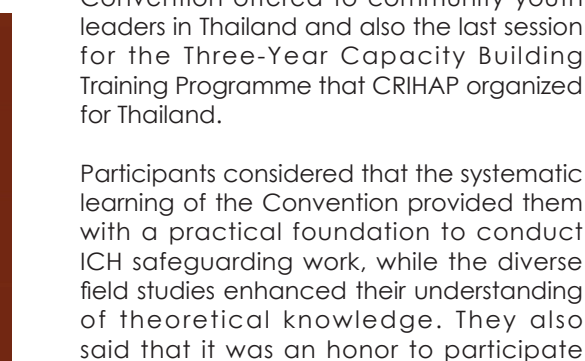 Convention offered to community youth
leaders in Thailand and also the last session
for the Three-Year Capacity Building
Training Programme that CRIHAP organized
for Thailand.
Participants considered that the systematic
learning of the Convention provided them
with a practical foundation to conduct
ICH safeguarding work, while the diverse
field studies enhanced their understanding
of theoretical knowledge. They also
said that it was an honor to participate